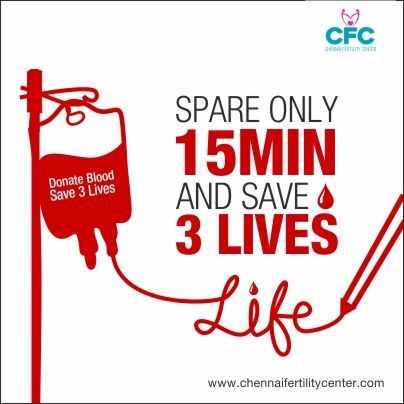 CFC
CHENNAI FERTILITY CENTER
SPARE ONLY
15MIN
AND SAVE
3 LIVES
Donate Blood
Save 3 Lives
Life
www.chennaifertilitycenter.com